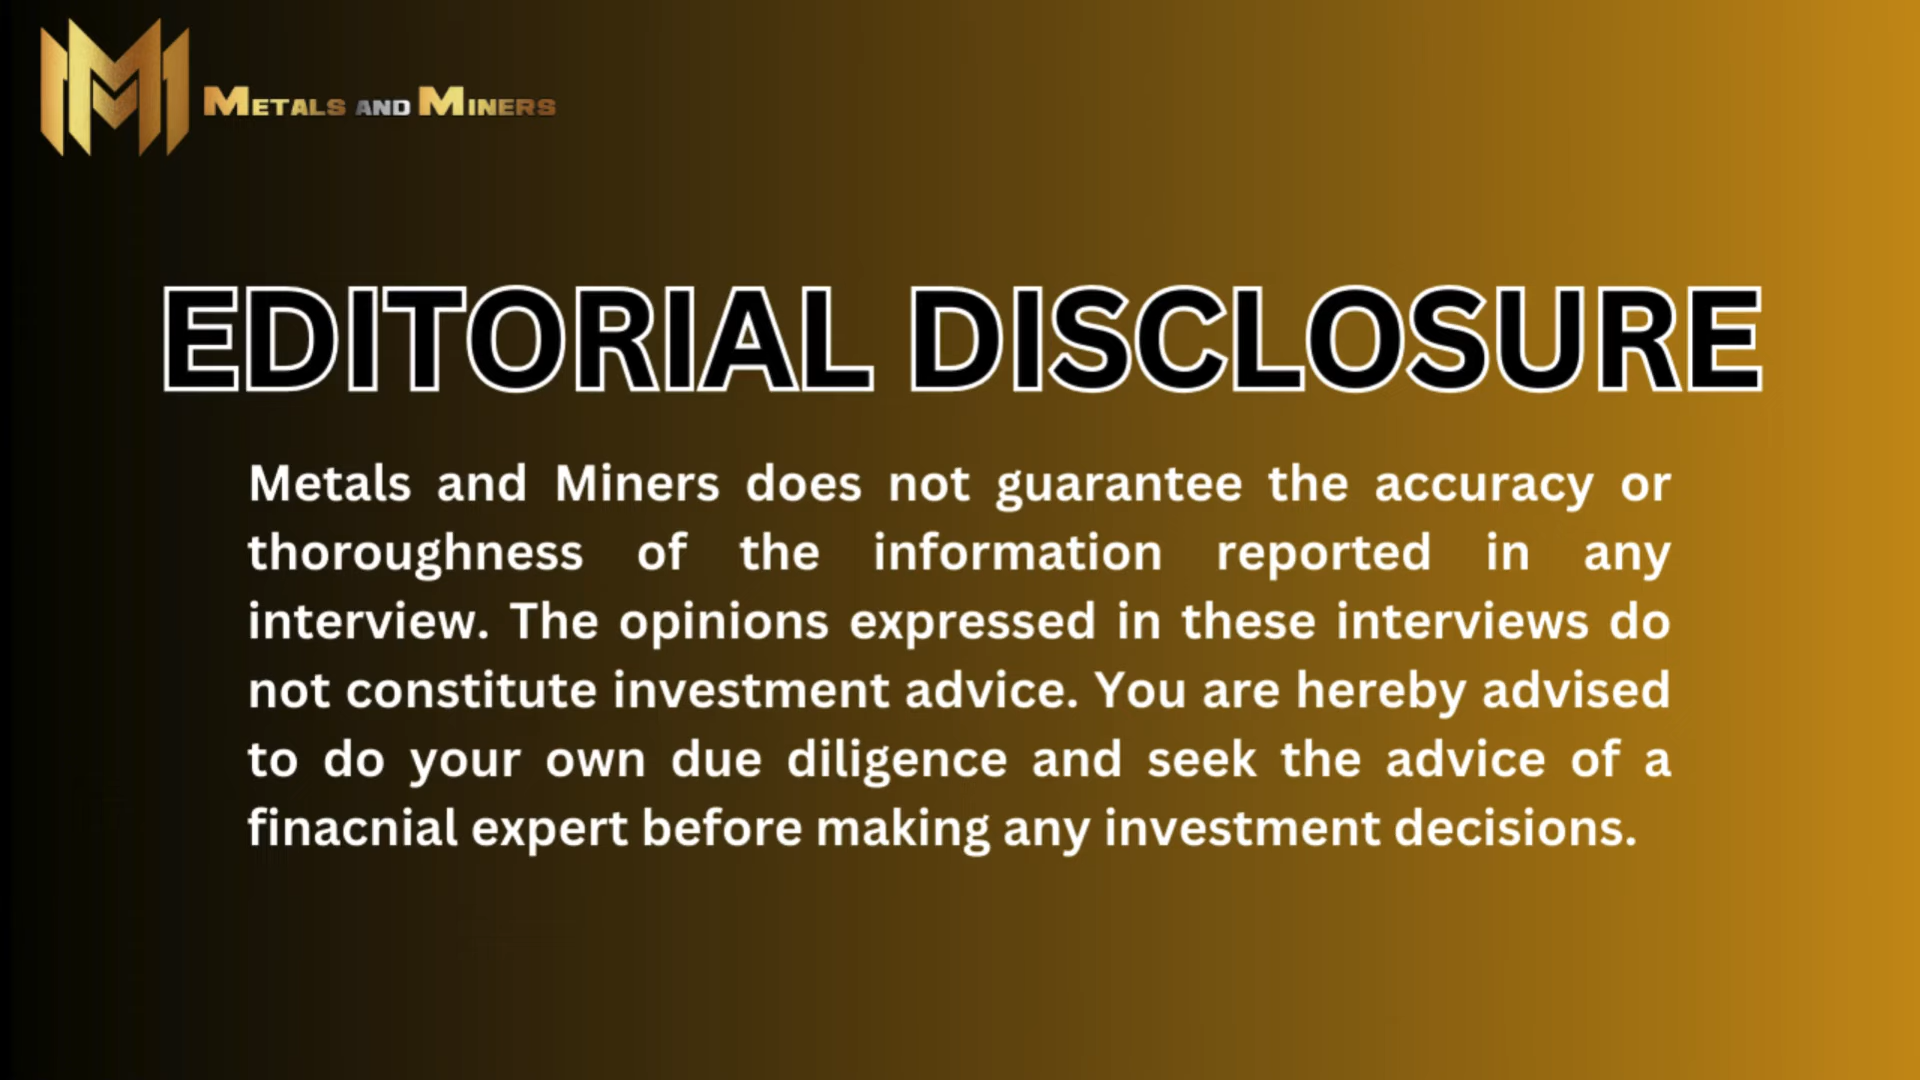 METALS AND MINERS
EDITORIAL DISCLOSURE
Metals and Miners does not guarantee the accuracy or
thoroughness of the information reported in any
interview. The opinions expressed in these interviews do
not constitute investment advice. You are hereby advised
to do your own due diligence and seek the advice of a
finacnial expert before making any investment decisions.